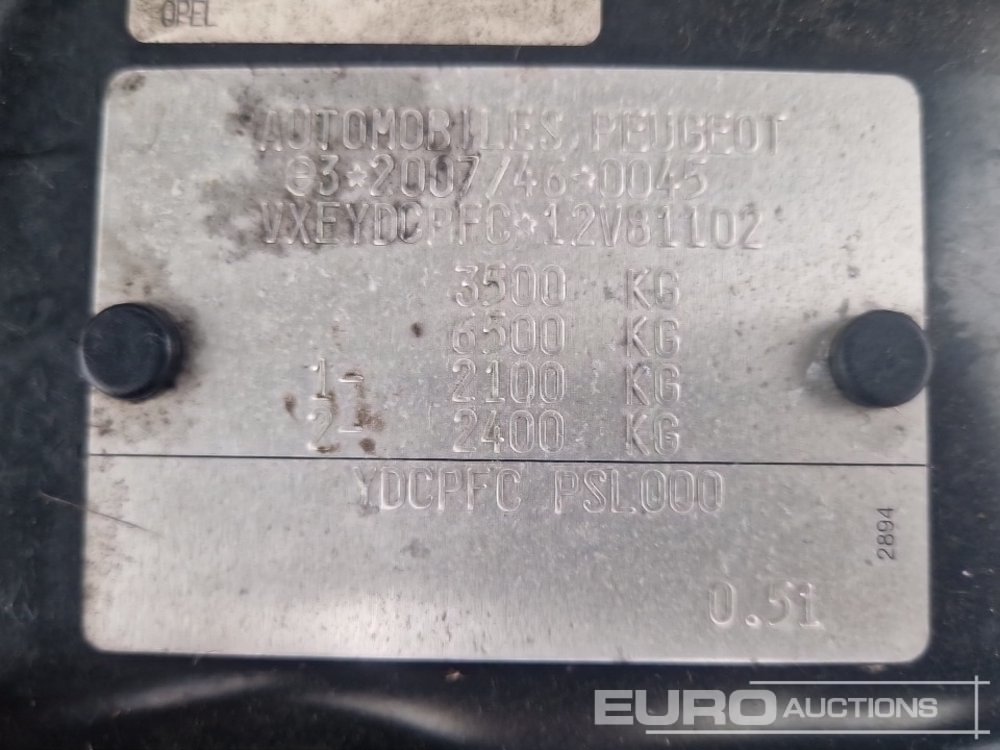 OPEL
AUTOMOBILES PEUGEOT
e3*2007/46*0045
VXEYDCPFC*12V81102
3500 KG
6500 KG
1- 2100 KG
2- 2400 KG
YDCPFC PSL000
2894
0.51
EURO AUCTIONS